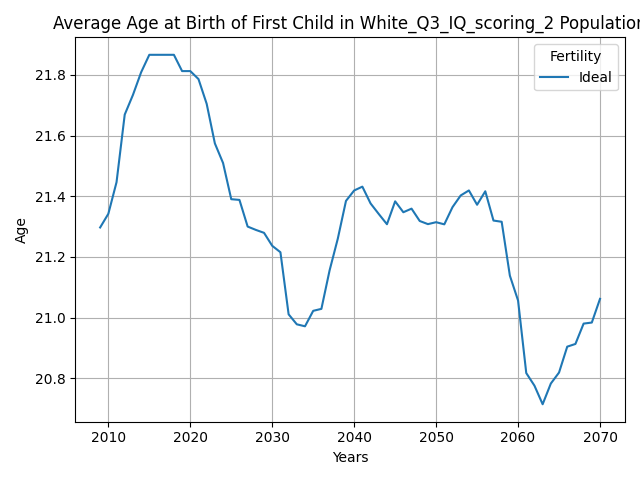 Average Age at Birth of First Child in White_Q3_IQ_scoring_2 Population
Fertility
Ideal
21.8
21.6
21.4
21.2
21.0
20.8
Age
2010 2020 2030 2040 2050 2060 2070
Years